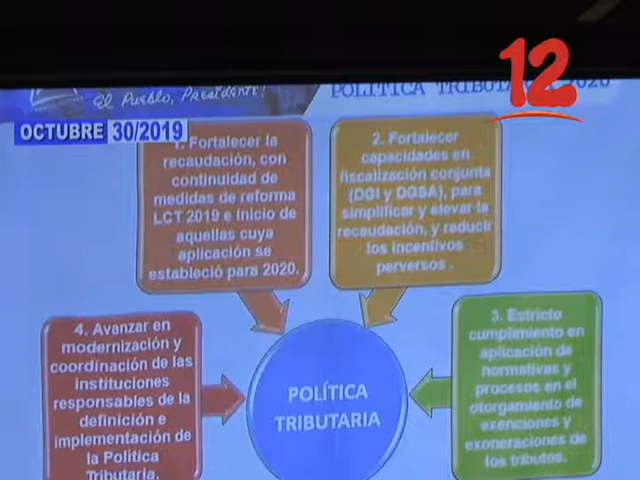 El Pueblo, Presidente!
POLITICA TRIBUTARIA 2020
12
OCTUBRE 30/2019
1. Fortalecer la
recaudación, con
continuidad de
medidas de reforma
LCT 2019 e inicio de
aquellas cuya
aplicación se
estableció para 2020.
2. Fortalecer
capacidades en
fiscalización conjunta
(DGI y DGSA), para
simplificar y elevar la
recaudación, y reducir
los incentivos
perversos .
3. Estricto
cumplimiento en
aplicación de
normativas y
procesos en el
otorgamiento de
exenciones y
exoneraciones de
los tributos.
4. Avanzar en
modernización y
coordinación de las
instituciones
responsables de la
definición e
implementación de
la Política
Tributaria.
POLÍTICA
TRIBUTARIA